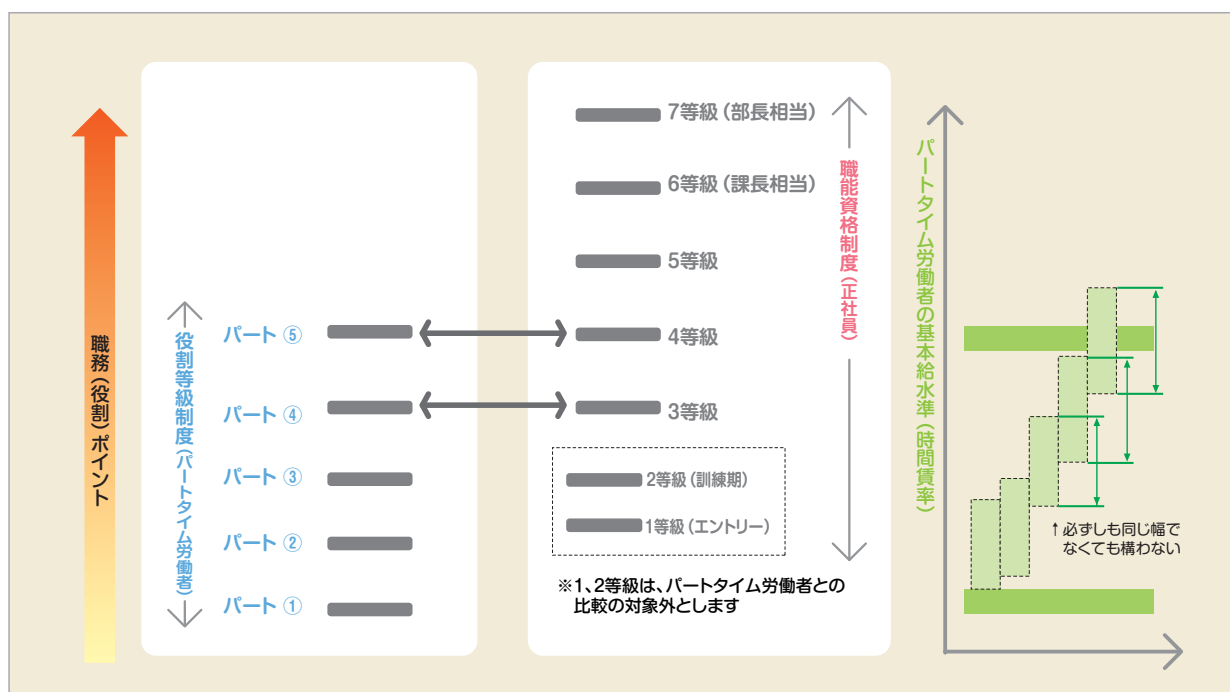 職務(役割)ポイント
役割等級制度(パートタイム労働者)
パート ⑤
パート ④
パート ③
パート ②
パート ①
7等級(部長相当)
6等級(課長相当)
5等級
4等級
3等級
2等級(訓練期)
1等級(エントリー)
※1、2等級は、パートタイム労働者との
比較の対象外とします
職能資格制度(正社員)
パートタイム労働者の基本給水準(時間賃率)
↑必ずしも同じ幅で
なくても構わない